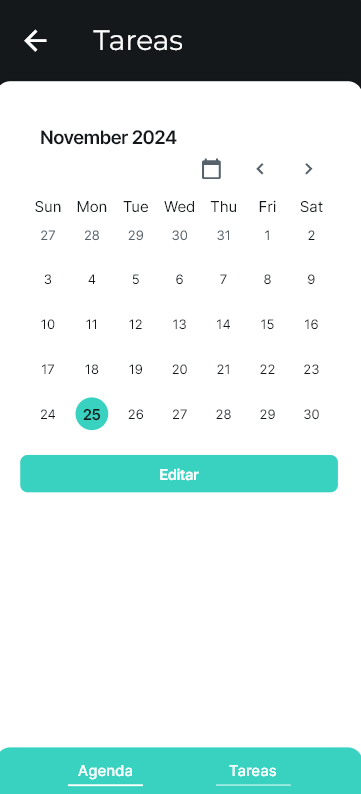 Tareas
November 2024
Sun Mon Tue Wed Thu Fri Sat
27 28 29 30 31 1 2
3 4 5 6 7 8 9
10 11 12 13 14 15 16
17 18 19 20 21 22 23
24 25 26 27 28 29 30
Editar
Agenda Tareas